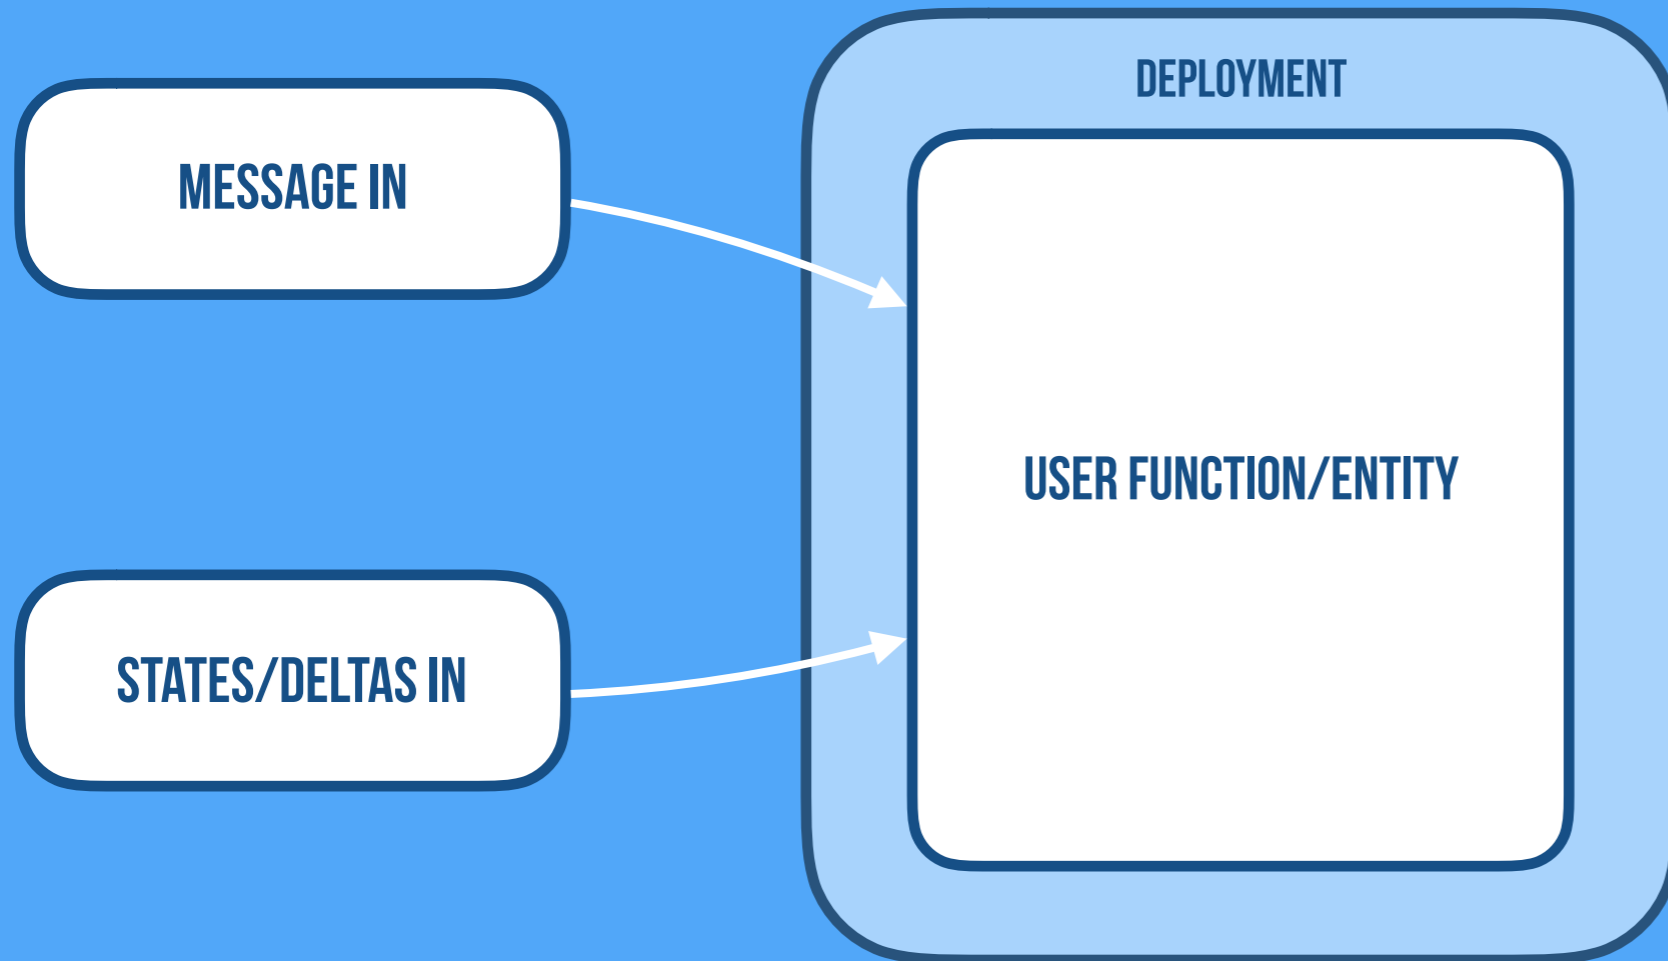 DEPLOYMENT
MESSAGE IN
USER FUNCTION/ENTITY
STATES/DELTAS IN